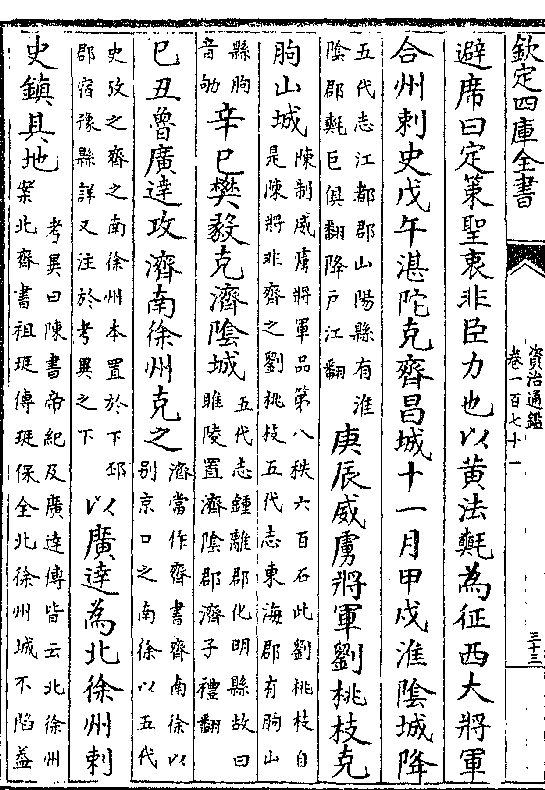 欽定四庫全書
資治通鑑
卷一百七十一
三十三
避席曰定策聖衷非臣力也以黄法𣰰為征西大將軍
合州刺史戊午湛陀克齊昌城十一月甲戌淮隂城降
五代志江都郡山陽縣有淮
隂郡𣰰巨俱翻降户江翻
庚辰威虜將軍劉桃枝克
朐山城
陳制威虜將軍品第八秩六百石此劉桃枝自
是陳將非齊之劉桃枝五代志東海郡有朐山
縣朐
音劬
辛巳樊毅克濟隂城
五代志鍾離郡化明縣故曰
睢陵置濟隂郡濟子禮翻
己丑魯廣達攻濟南徐州克之
濟當作齊書齊南徐以
别京口之南徐以五代
史攷之齊之南徐州本置於下邳
郡宿豫縣詳又注於考異之下
以廣達為北徐州刺
史鎮其地
考異曰陳書帝紀及廣達傳皆云北徐州
案北齊書祖珽傳珽保全北徐州城不陷葢